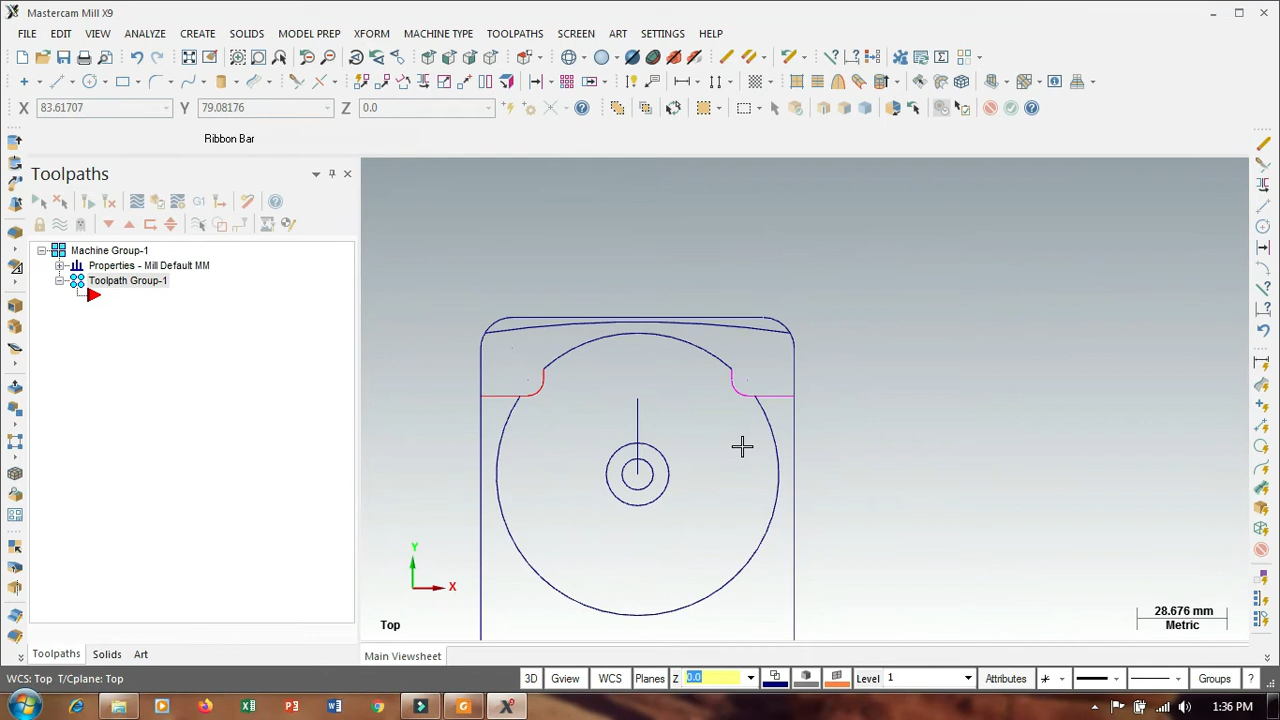 Mastercam Mill X9
FILE EDIT VIEW ANALYZE CREATE SOLIDS MODEL PREP XFORM MACHINE TYPE TOOLPATHS SCREEN ART SETTINGS HELP
X 83.61707 Y 79.08176 Z 0.0
Ribbon Bar
Toolpaths
G1
Machine Group-1
Properties - Mill Default MM
Toolpath Group-1
Y
X
Top
28.676 mm
Metric
Toolpaths Solids Art
Main Viewsheet
WCS: Top T/Cplane: Top
3D Gview WCS Planes Z 0.0 Level 1 Attributes Groups ?
1:36 PM